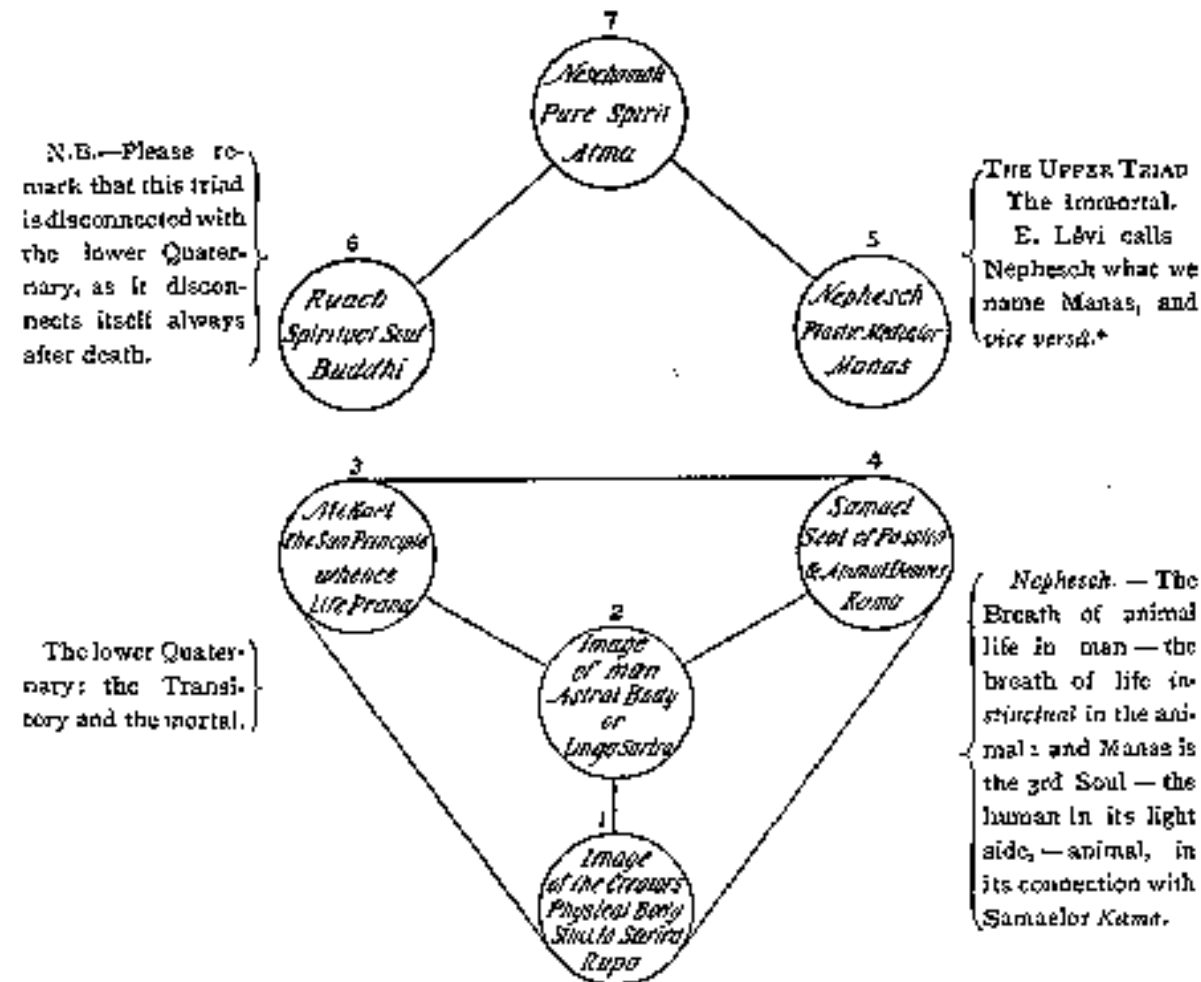 7
Neschamah
Pure Spirit
Atma
N.B.—Please re-
mark that this triad
is disconnected with
the lower Quater-
nary, as it discon-
nects itself always
after death.
6
Ruach
Spiritual Soul
Buddhi
5
Nephesch
Plastic Mediator
Manas
THE UPPER TRIAD
The Immortal.
E. Lévi calls
Nephesch what we
name Manas, and
vice versâ.*
3
the Sun Principle
whence
Life Prana
4
Samael
Seat of Passion
& Animal Desires
Kama
2
Image
of man
Astral Body
or
Linga Sarira
The lower Quater-
nary: the Transi-
tory and the mortal.
1
Image
of the Creators
Physical Body
Sarira
Rupa
Nephesch. — The
Breath of animal
life in man — the
breath of life in-
stinctual in the ani-
mal: and Manas is
the 3rd Soul — the
human in its light
side, — animal, in
its connection with
Samael or Kama.